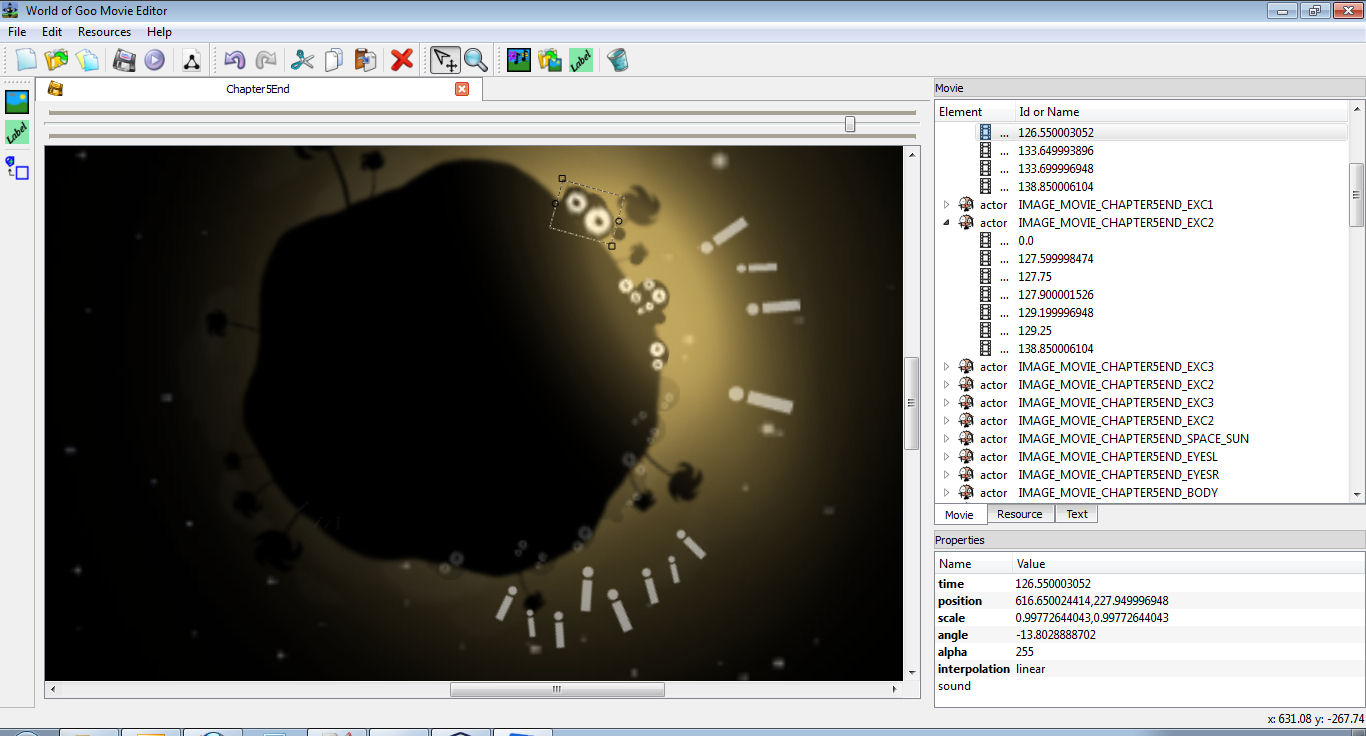 World of Goo Movie Editor
File Edit Resources Help
Label
Chapter5End
Label
Movie
Element Id or Name
... 126.550003052
... 133.649993896
... 133.699996948
... 138.850006104
actor IMAGE_MOVIE_CHAPTER5END_EXC1
actor IMAGE_MOVIE_CHAPTER5END_EXC2
... 0.0
... 127.599998474
... 127.75
... 127.900001526
... 129.199996948
... 129.25
... 138.850006104
actor IMAGE_MOVIE_CHAPTER5END_EXC3
actor IMAGE_MOVIE_CHAPTER5END_EXC2
actor IMAGE_MOVIE_CHAPTER5END_EXC3
actor IMAGE_MOVIE_CHAPTER5END_EXC2
actor IMAGE_MOVIE_CHAPTER5END_SPACE_SUN
actor IMAGE_MOVIE_CHAPTER5END_EYESL
actor IMAGE_MOVIE_CHAPTER5END_EYESR
actor IMAGE_MOVIE_CHAPTER5END_BODY
Movie Resource Text
Properties
Name Value
time 126.550003052
position 616.650024414,227.949996948
scale 0.99772644043,0.99772644043
angle -13.8028888702
alpha 255
interpolation linear
sound
x: 631.08 y: -267.74